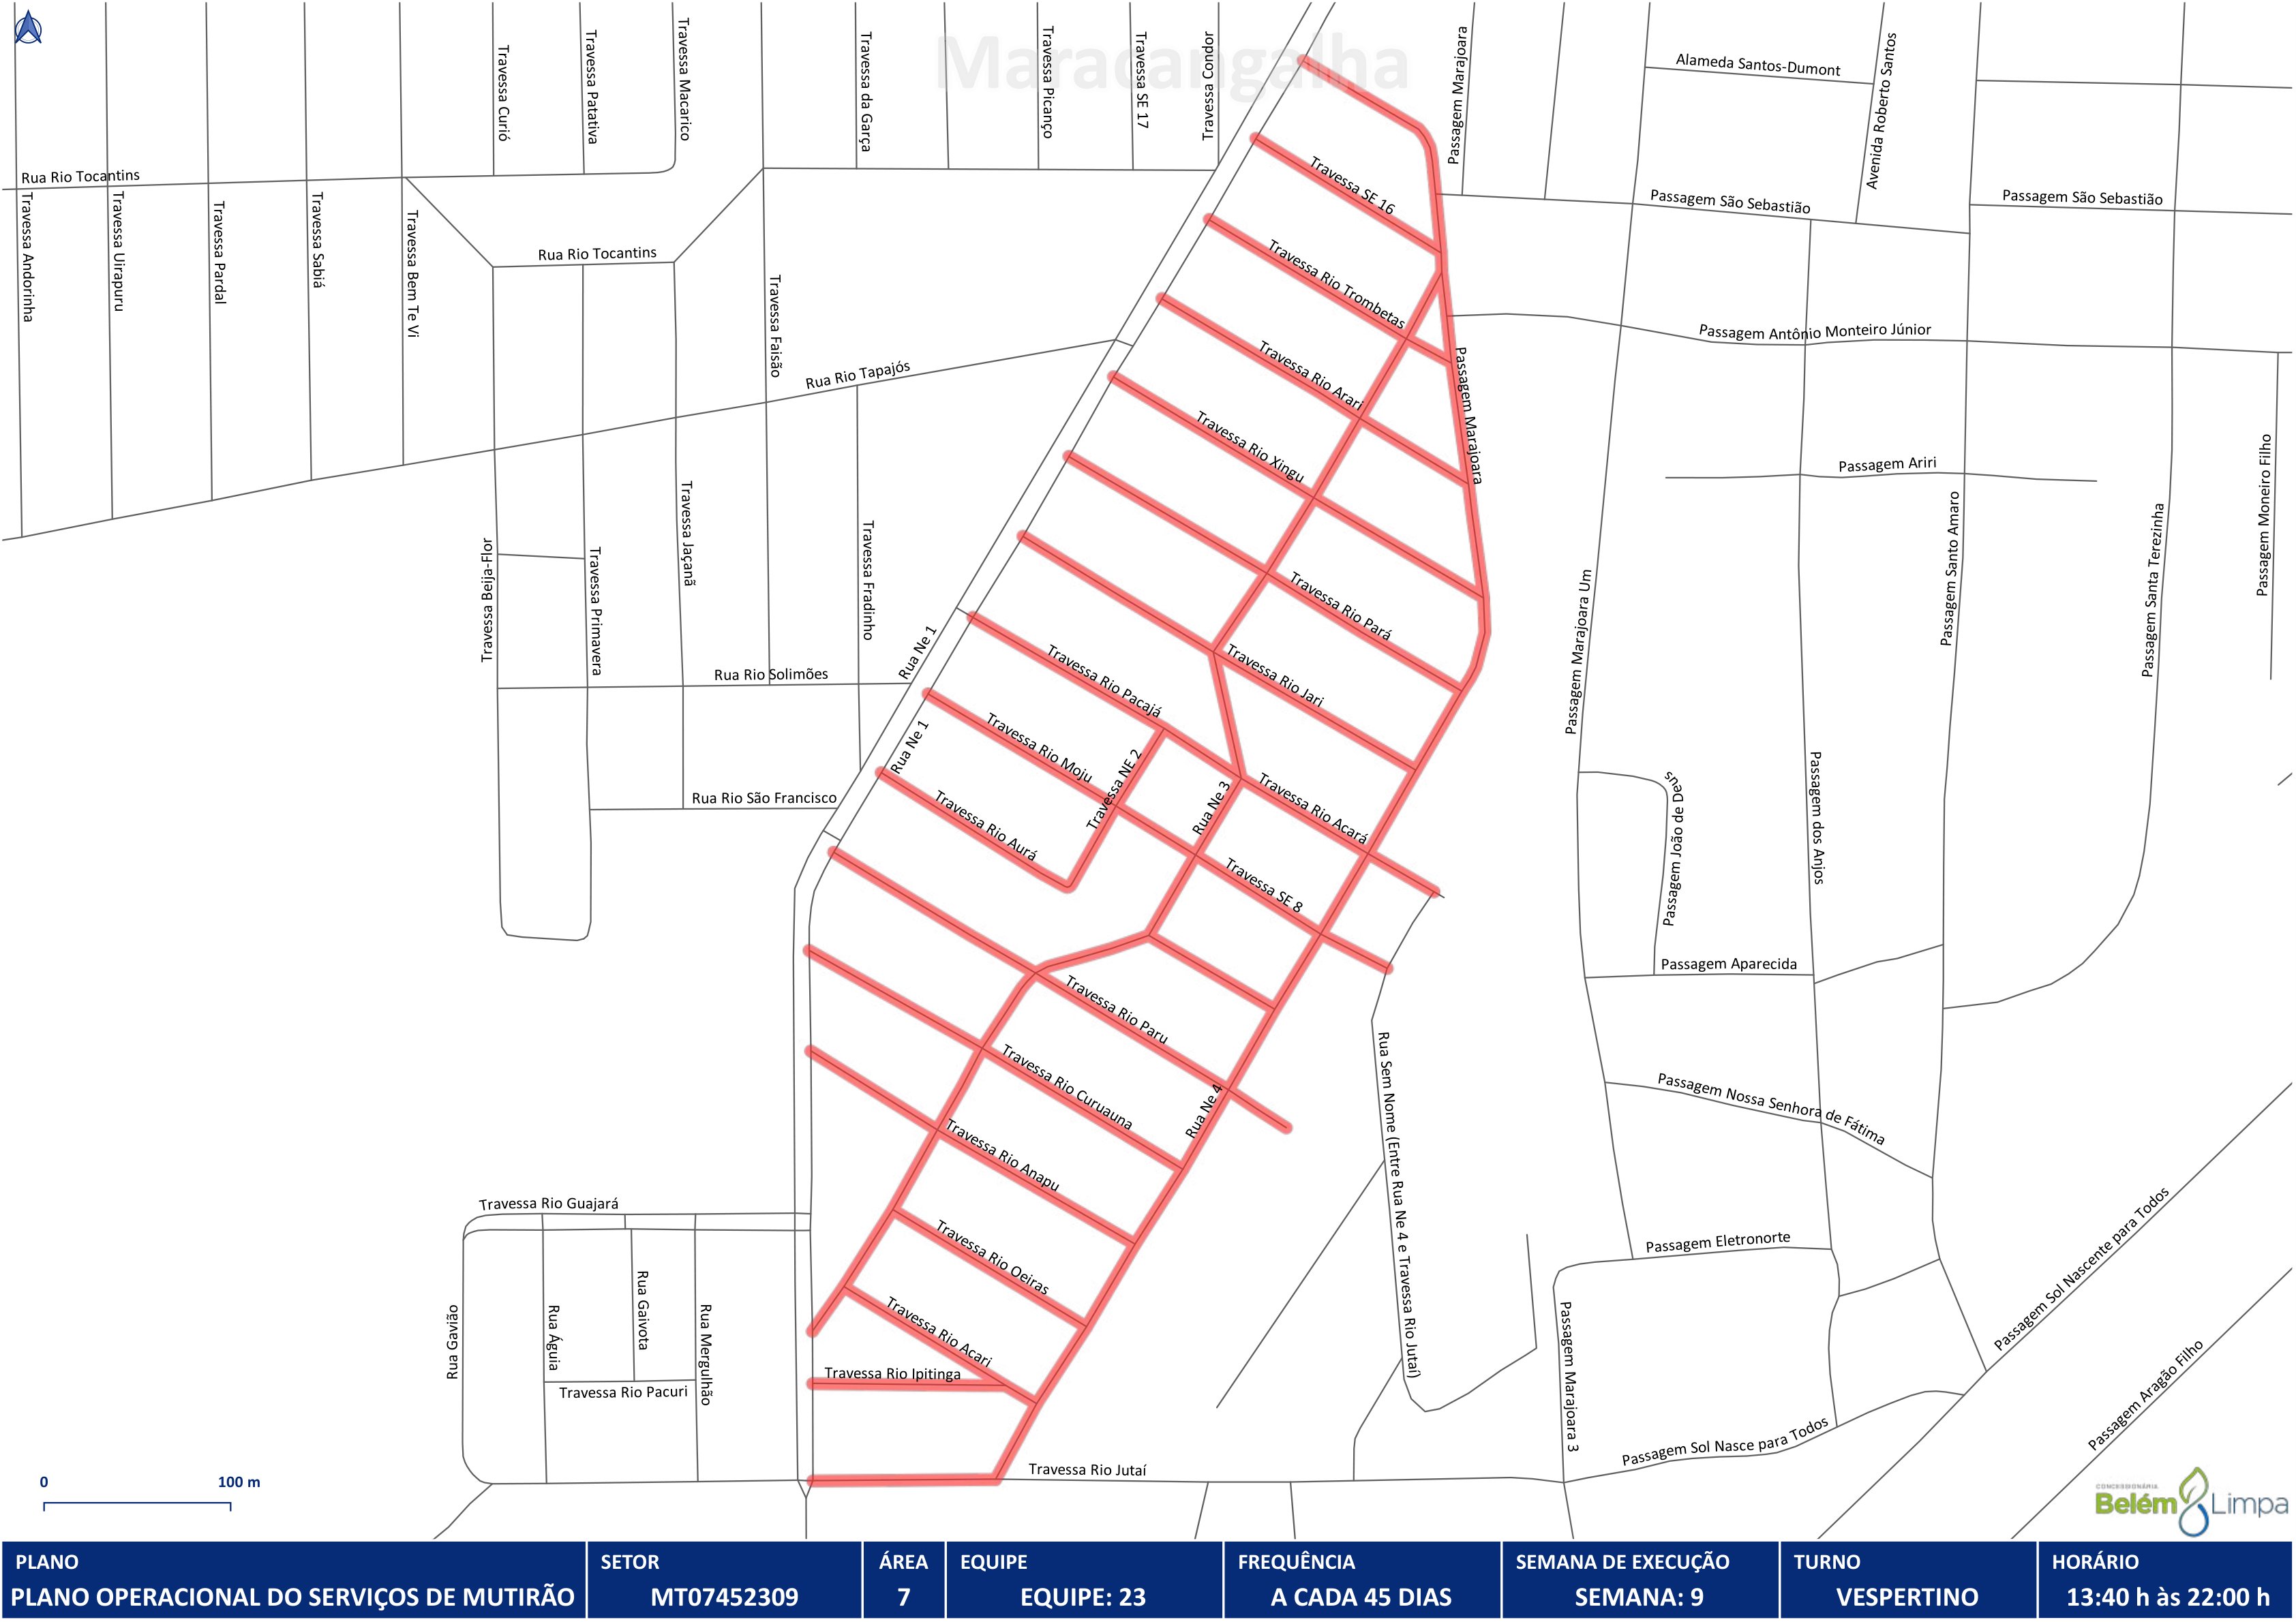 Maracangalha
Travessa Curió
Travessa Patativa
Travessa Macarico
Travessa da Garça
Travessa Picanço
Travessa SE 17
Travessa Condor
Passagem Marajoara
Alameda Santos-Dumont
Avenida Roberto Santos
Rua Rio Tocantins
Travessa Andorinha
Travessa Uirapuru
Travessa Pardal
Travessa Sabiá
Travessa Bem Te Vi
Rua Rio Tocantins
Travessa Faisão
Travessa SE 16
Passagem São Sebastião
Passagem São Sebastião
Travessa Rio Trombetas
Passagem Antônio Monteiro Júnior
Rua Rio Tapajós
Travessa Rio Arari
Passagem Marajoara
Travessa Rio Xingu
Passagem Ariri
Passagem Moneiro Filho
Travessa Beija-Flor
Travessa Primavera
Travessa Jaçanã
Travessa Fradinho
Passagem Marajoara Um
Passagem Santo Amaro
Passagem Santa Terezinha
Travessa Rio Pará
Rua Ne 1
Rua Rio Solimões
Travessa Rio Pacajá
Travessa Rio Jari
Rua Ne 1
Travessa Rio Moju
Travessa NE 2
Rua Ne 3
Travessa Rio Acará
Rua Rio São Francisco
Travessa Rio Aurá
Travessa SE 8
Passagem João de Deus
Passagem dos Anjos
Passagem Aparecida
Travessa Rio Paru
Travessa Rio Curuauna
Rua Ne 4
Rua Sem Nome (Entre Rua Ne 4 e Travessa Rio Jutaí)
Passagem Nossa Senhora de Fátima
Travessa Rio Anapu
Travessa Rio Guajará
Travessa Rio Oeiras
Passagem Eletronorte
Passagem Sol Nascente para Todos
Rua Gavião
Rua Águia
Rua Gaivota
Rua Mergulhão
Travessa Rio Acari
Travessa Rio Ipitinga
Travessa Rio Pacuri
Passagem Marajoara 3
Passagem Aragão Filho
Passagem Sol Nasce para Todos
Travessa Rio Jutaí
0 100 m
CONCESSIONÁRIA
Belém Limpa
PLANO
PLANO OPERACIONAL DO SERVIÇOS DE MUTIRÃO
SETOR
MT07452309
ÁREA
7
EQUIPE
EQUIPE: 23
FREQUÊNCIA
A CADA 45 DIAS
SEMANA DE EXECUÇÃO
SEMANA: 9
TURNO
VESPERTINO
HORÁRIO
13:40 h às 22:00 h